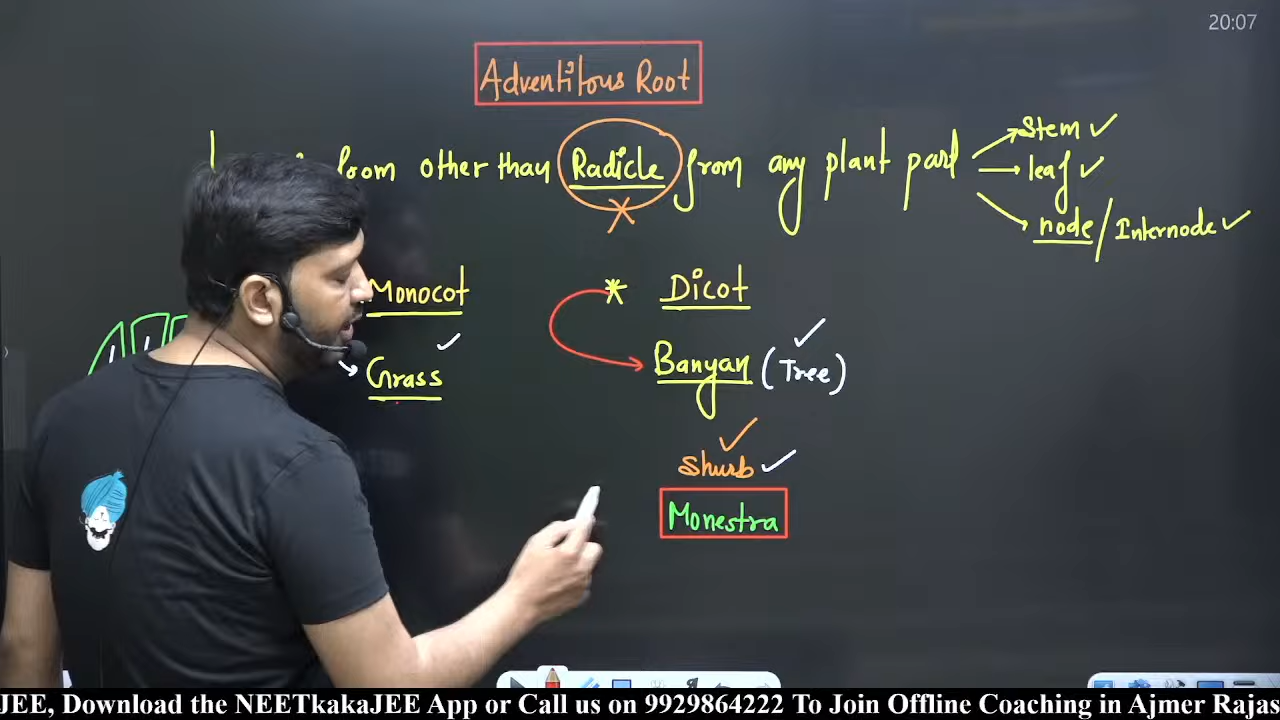 20:07
Adventitous Root
from other than Radicle from any plant part
Stem
leaf
node/Internode
Monocot
Dicot
Grass
Banyan (Tree)
Shurb
Monestra
JEE, Download the NEETkakaJEE App or Call us on 9929864222 To Join Offline Coaching in Ajmer Rajas